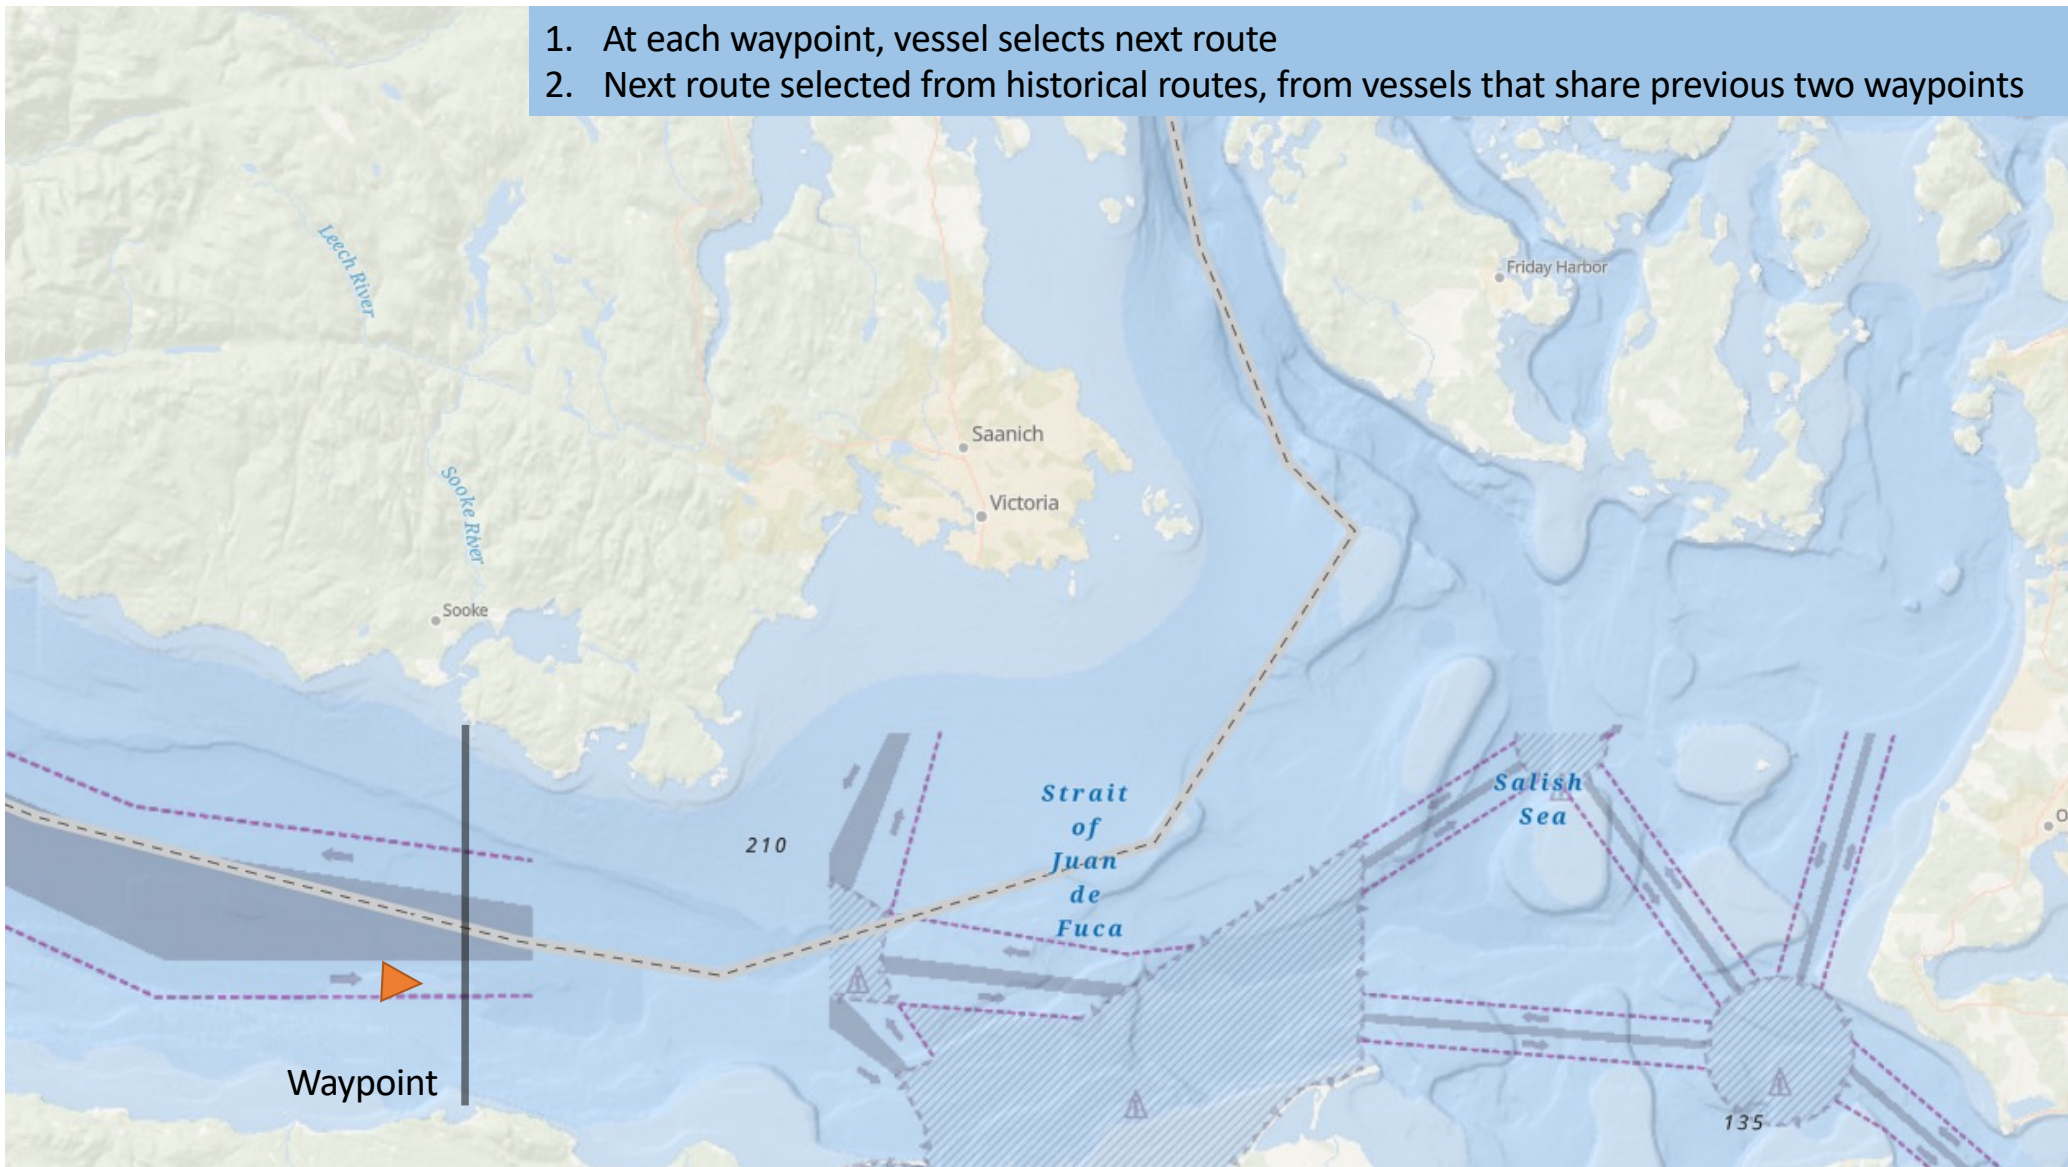 1. At each waypoint, vessel selects next route
2. Next route selected from historical routes, from vessels that share previous two waypoints
Leech River
Friday Harbor
Saanich
Sooke River
Victoria
Sooke
Strait
of
Juan
de
Fuca
Salish
Sea
210
O
Waypoint
135